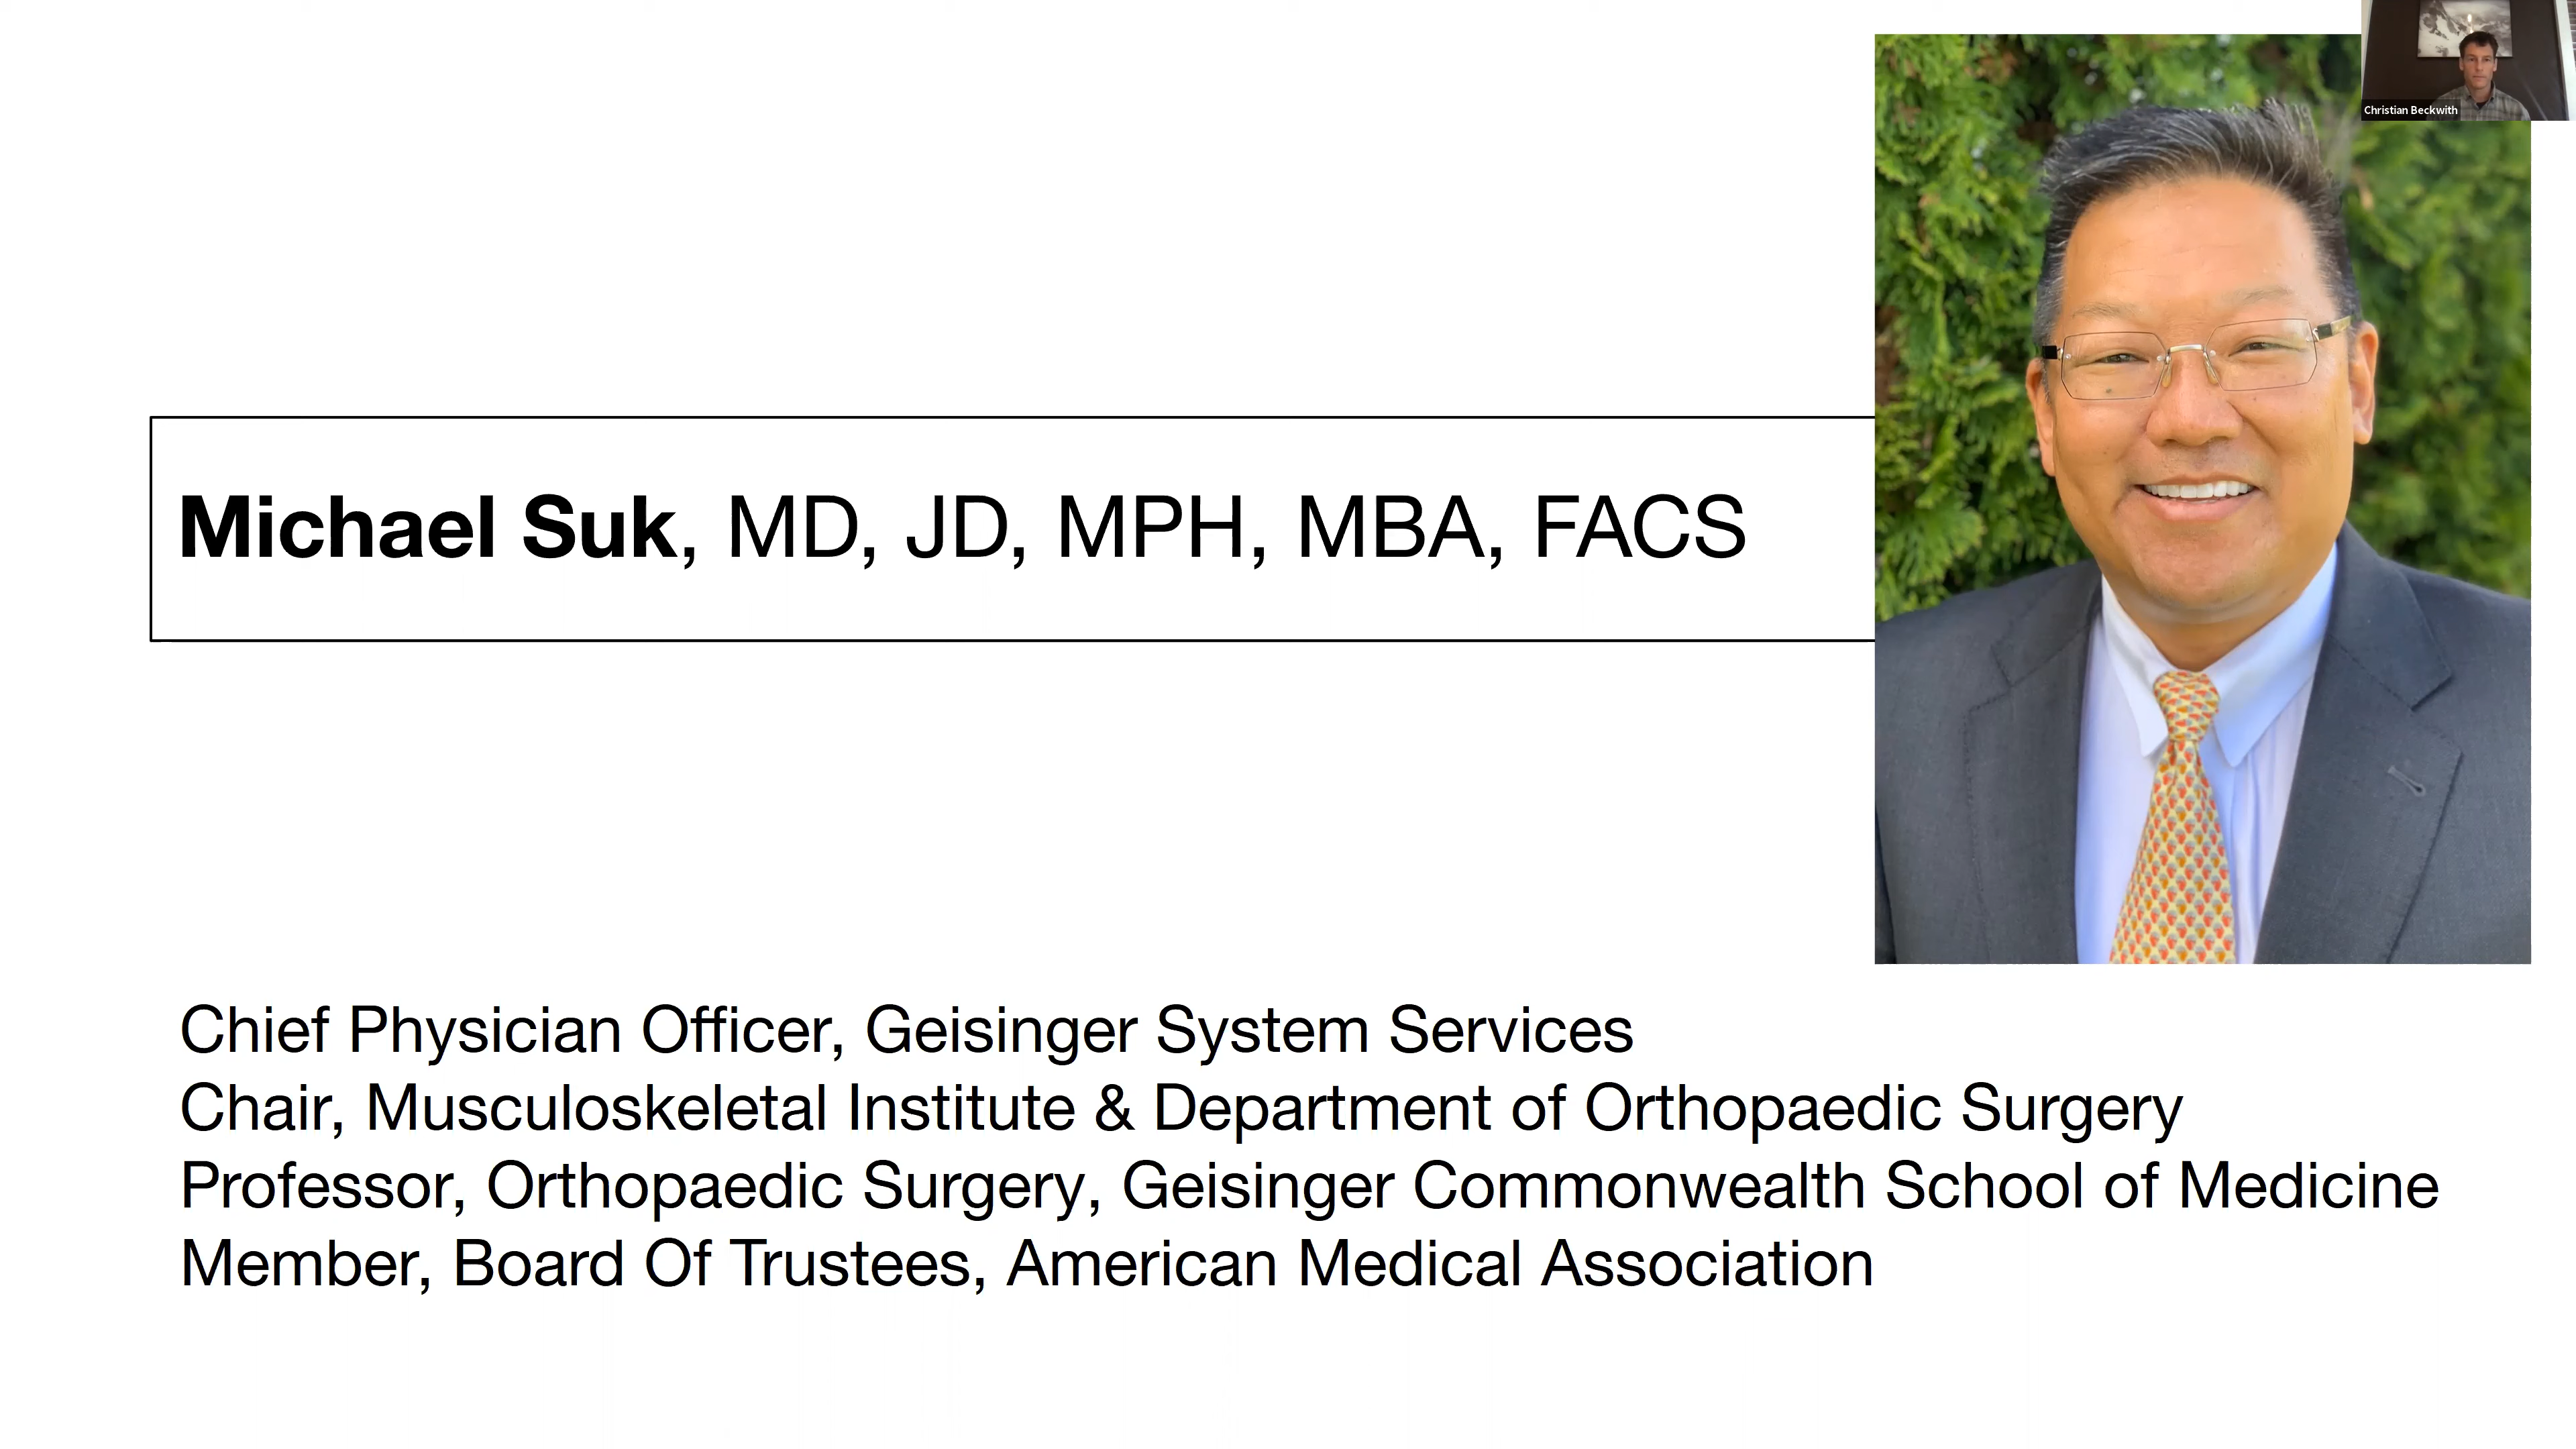 Christian Beckwith
Michael Suk, MD, JD, MPH, MBA, FACS
Chief Physician Officer, Geisinger System Services
Chair, Musculoskeletal Institute & Department of Orthopaedic Surgery
Professor, Orthopaedic Surgery, Geisinger Commonwealth School of Medicine
Member, Board Of Trustees, American Medical Association